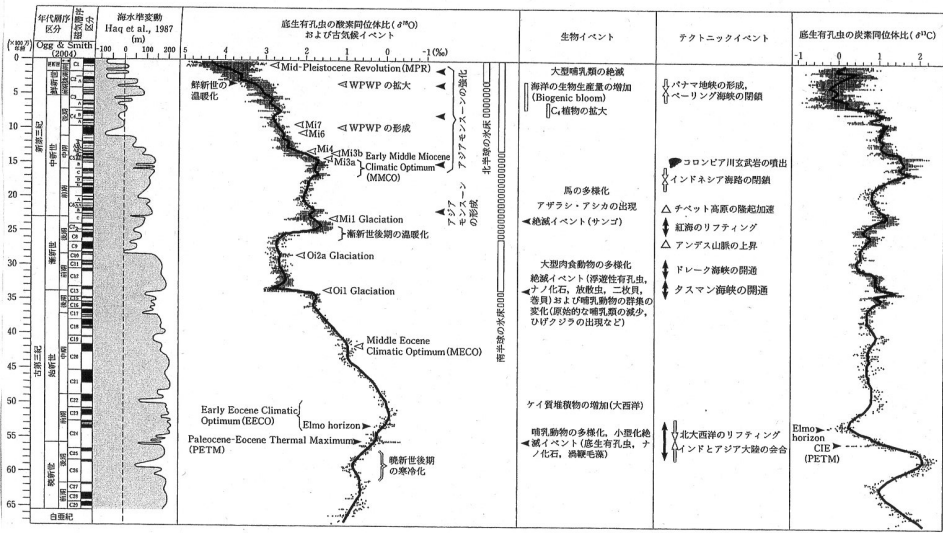 年代層序区分
磁気層序区分
海水準変動
Haq et al., 1987
(m)
底生有孔虫の酸素同位体比(δ¹⁸O)
および古気候イベント
生物イベント
テクトニックイベント
底生有孔虫の炭素同位体比(δ¹³C)
Ogg & Smith
(2004)
-100 0 100 200
5 4 3 2 1 0 -1(‰)
-1 0 1 2
0
5
10
15
20
25
30
35
40
45
50
55
60
65
新第三紀
古第三紀
鮮新世
中新世
漸新世
始新世
暁新世
白亜紀
Mid-Pleistocene Revolution (MPR)
鮮新世の
温暖化
WPWP の拡大
Mi7
Mi6
WPWP の形成
Mi4
Mi3b
Mi3a
Early Middle Miocene
Climatic Optimum
(MMCO)
アジアモンスーンの強化
アジア
モンスーン
の形成
Mi1 Glaciation
漸新世後期の温暖化
Oi2a Glaciation
Oi1 Glaciation
Middle Eocene
Climatic Optimum (MECO)
Early Eocene Climatic
Optimum (EECO)
Elmo horizon
Paleocene-Eocene Thermal Maximum
(PETM)
暁新世後期
の寒冷化
北半球の氷床
南半球の氷床
大型哺乳類の絶滅
海洋の生物生産量の増加
(Biogenic bloom)
C₄植物の拡大
馬の多様化
アザラシ・アシカの出現
絶滅イベント(サンゴ)
大型肉食動物の多様化
絶滅イベント(浮遊性有孔虫,
ナノ化石, 放散虫, 二枚貝,
巻貝)および哺乳動物の群集の
変化(原始的な哺乳類の減少,
ひげクジラの出現など)
ケイ質堆積物の増加(大西洋)
哺乳動物の多様化, 小型化絶
滅イベント(底生有孔虫, ナ
ノ化石, 渦鞭毛藻)
パナマ地峡の形成,
ベーリング海峡の閉鎖
コロンビア川玄武岩の噴出
インドネシア海路の閉鎖
チベット高原の隆起加速
紅海のリフティング
アンデス山脈の上昇
ドレーク海峡の開通
タスマン海峡の開通
北大西洋のリフティング
インドとアジア大陸の会合
Elmo
horizon
CIE
(PETM)